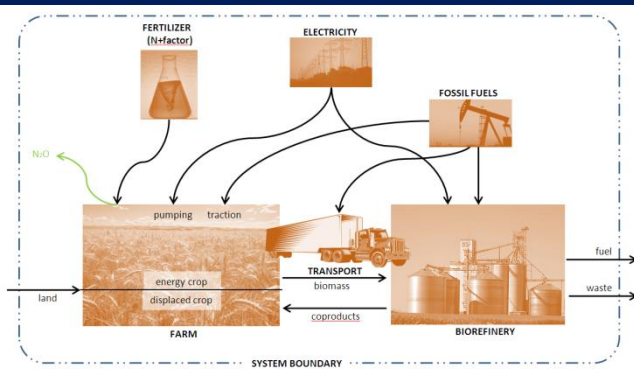 FERTILIZER
(N+factor)
ELECTRICITY
FOSSIL FUELS
N₂O
pumping
traction
fuel
energy crop
TRANSPORT
biomass
waste
land
displaced crop
coproducts
FARM
BIOREFINERY
SYSTEM BOUNDARY